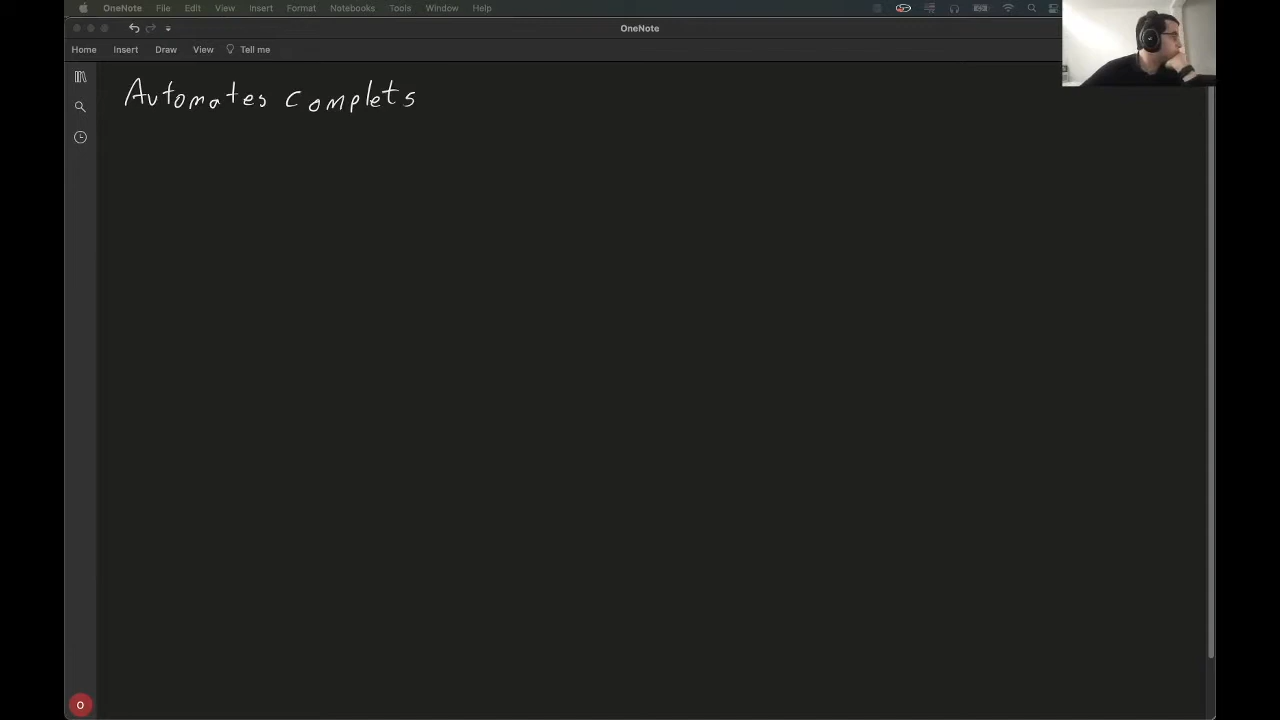 OneNote File Edit View Insert Format Notebooks Tools Window Help
OneNote
Home Insert Draw View Tell me
Automates complets
O